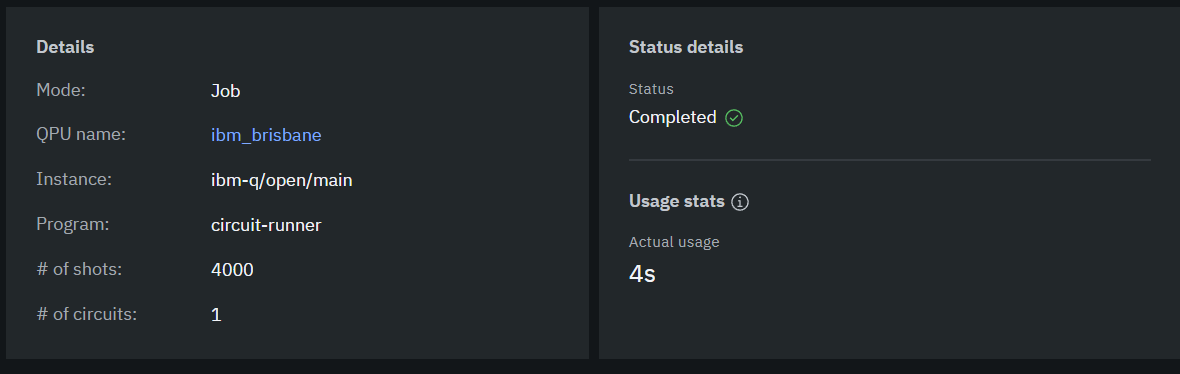 Details
Mode: Job
QPU name: ibm_brisbane
Instance: ibm-q/open/main
Program: circuit-runner
# of shots: 4000
# of circuits: 1
Status details
Status
Completed
Usage stats
Actual usage
4s